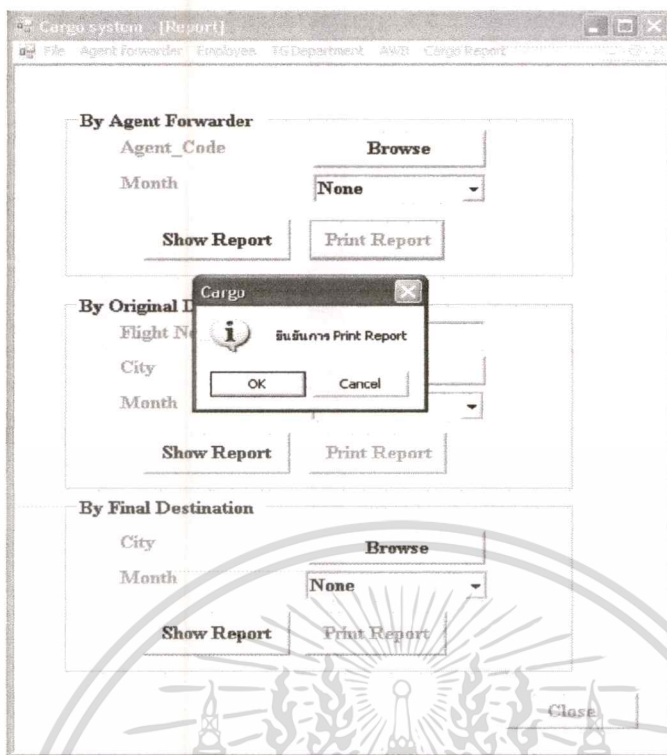 Cargo system - [Report]
File Agent Forwarder Employee TG Department AWB Cargo Report
By Agent Forwarder
Agent_Code Browse
Month None
Show Report Print Report
Cargo
By Original D
Flight N
ยืนยันการ Print Report
City
OK Cancel
Month
Show Report Print Report
By Final Destination
City Browse
Month None
Show Report Print Report
Close